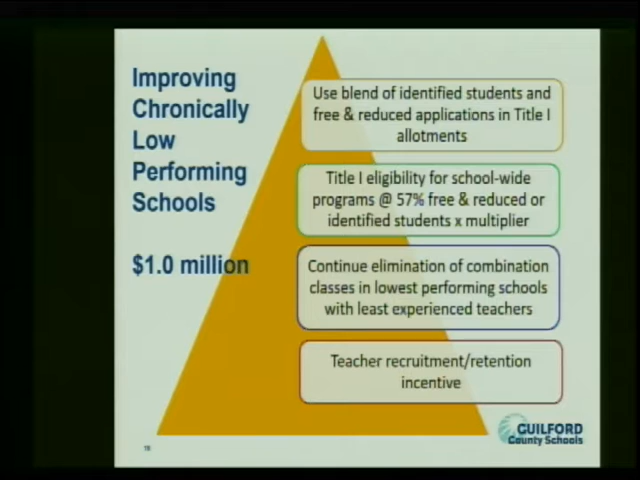 Improving
Chronically
Low
Performing
Schools
$1.0 million
Use blend of identified students and
free & reduced applications in Title I
allotments
Title I eligibility for school-wide
programs @ 57% free & reduced or
identified students x multiplier
Continue elimination of combination
classes in lowest performing schools
with least experienced teachers
Teacher recruitment/retention
incentive
GUILFORD
County Schools